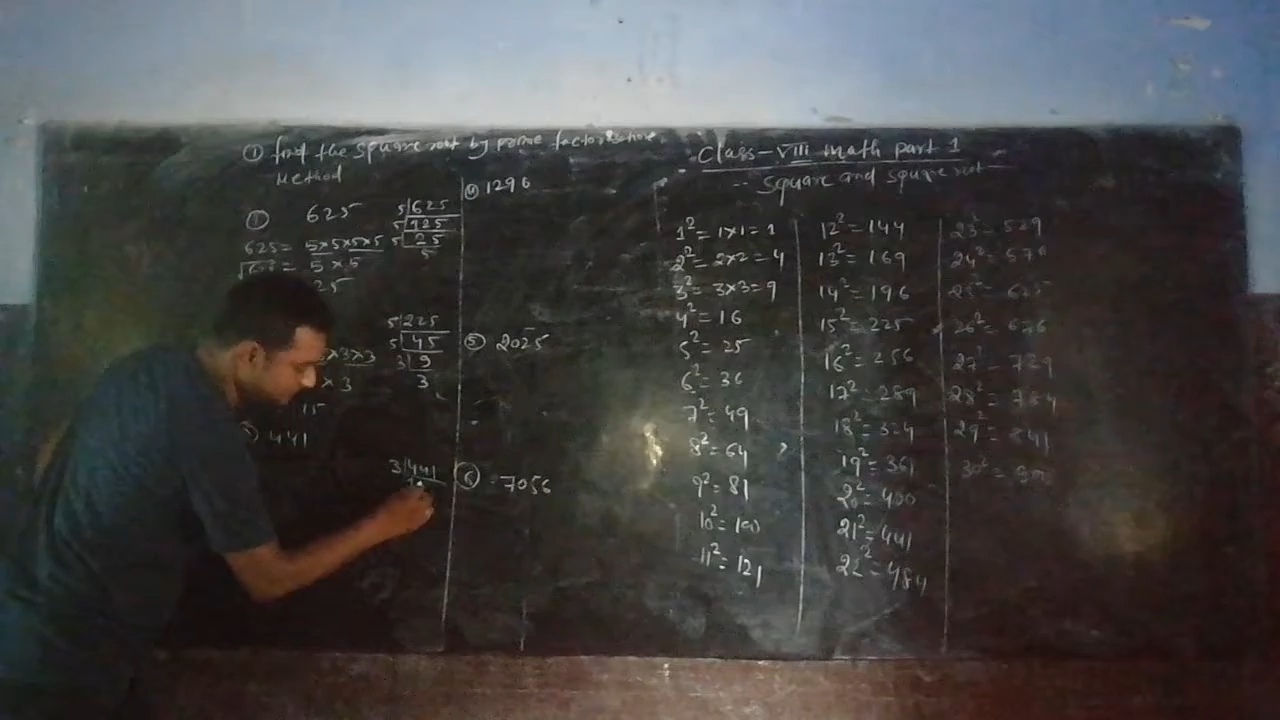 ① find the square root by prime factorisation
Method
① 625
5|625
5|125
5|25
5
625 = 5×5×5×5
= 5×5
25
5|225
5|45
3|9
3
×3×3
×3
15
441
3|441
④ 1296
⑤ 2025
⑥ 7056
Class-VIII Math part 1
Square and square root
1² = 1×1=1
2² = 2×2 = 4
3² = 3×3=9
4² = 16
5² = 25
6² = 36
7² = 49
8² = 64
9² = 81
10² = 100
11² = 121
12² = 144
13² = 169
14² = 196
15² = 225
16² = 256
17² = 289
18² = 324
19² = 361
20² = 400
21² = 441
22² = 484
23² = 529
24² = 576
25² = 625
26² = 676
27² = 729
28² = 784
29² = 841
30² = 900